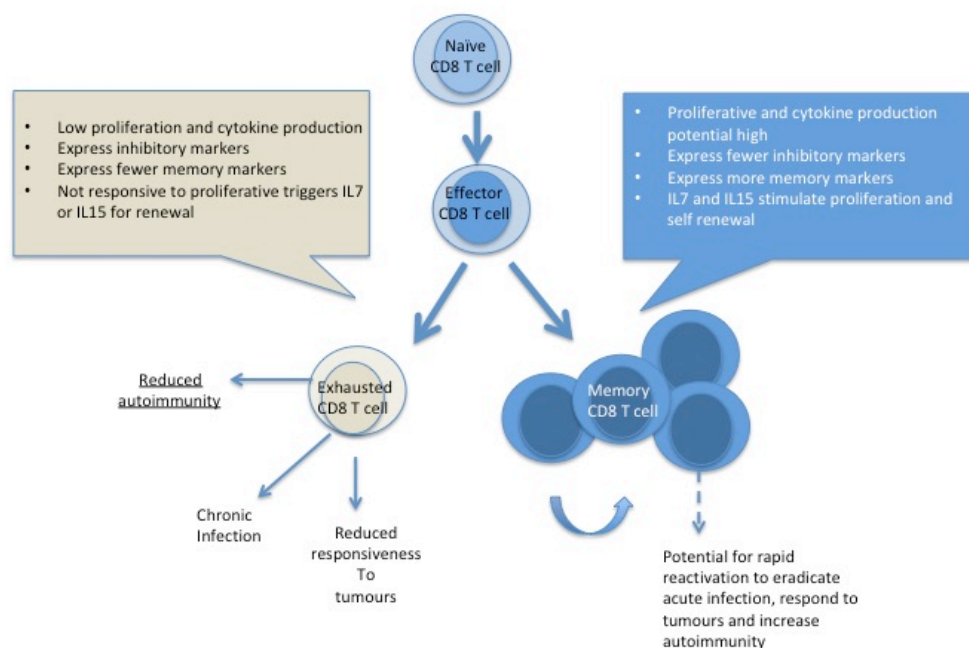 Naïve
CD8 T cell
• Low proliferation and cytokine production
• Express inhibitory markers
• Express fewer memory markers
• Not responsive to proliferative triggers IL7
or IL15 for renewal
• Proliferative and cytokine production
potential high
• Express fewer inhibitory markers
• Express more memory markers
• IL7 and IL15 stimulate proliferation and
self renewal
Effector
CD8 T cell
Reduced
autoimmunity
Exhausted
CD8 T cell
Memory
CD8 T cell
Chronic
Infection
Reduced
responsiveness
To
tumours
Potential for rapid
reactivation to eradicate
acute infection, respond to
tumours and increase
autoimmunity